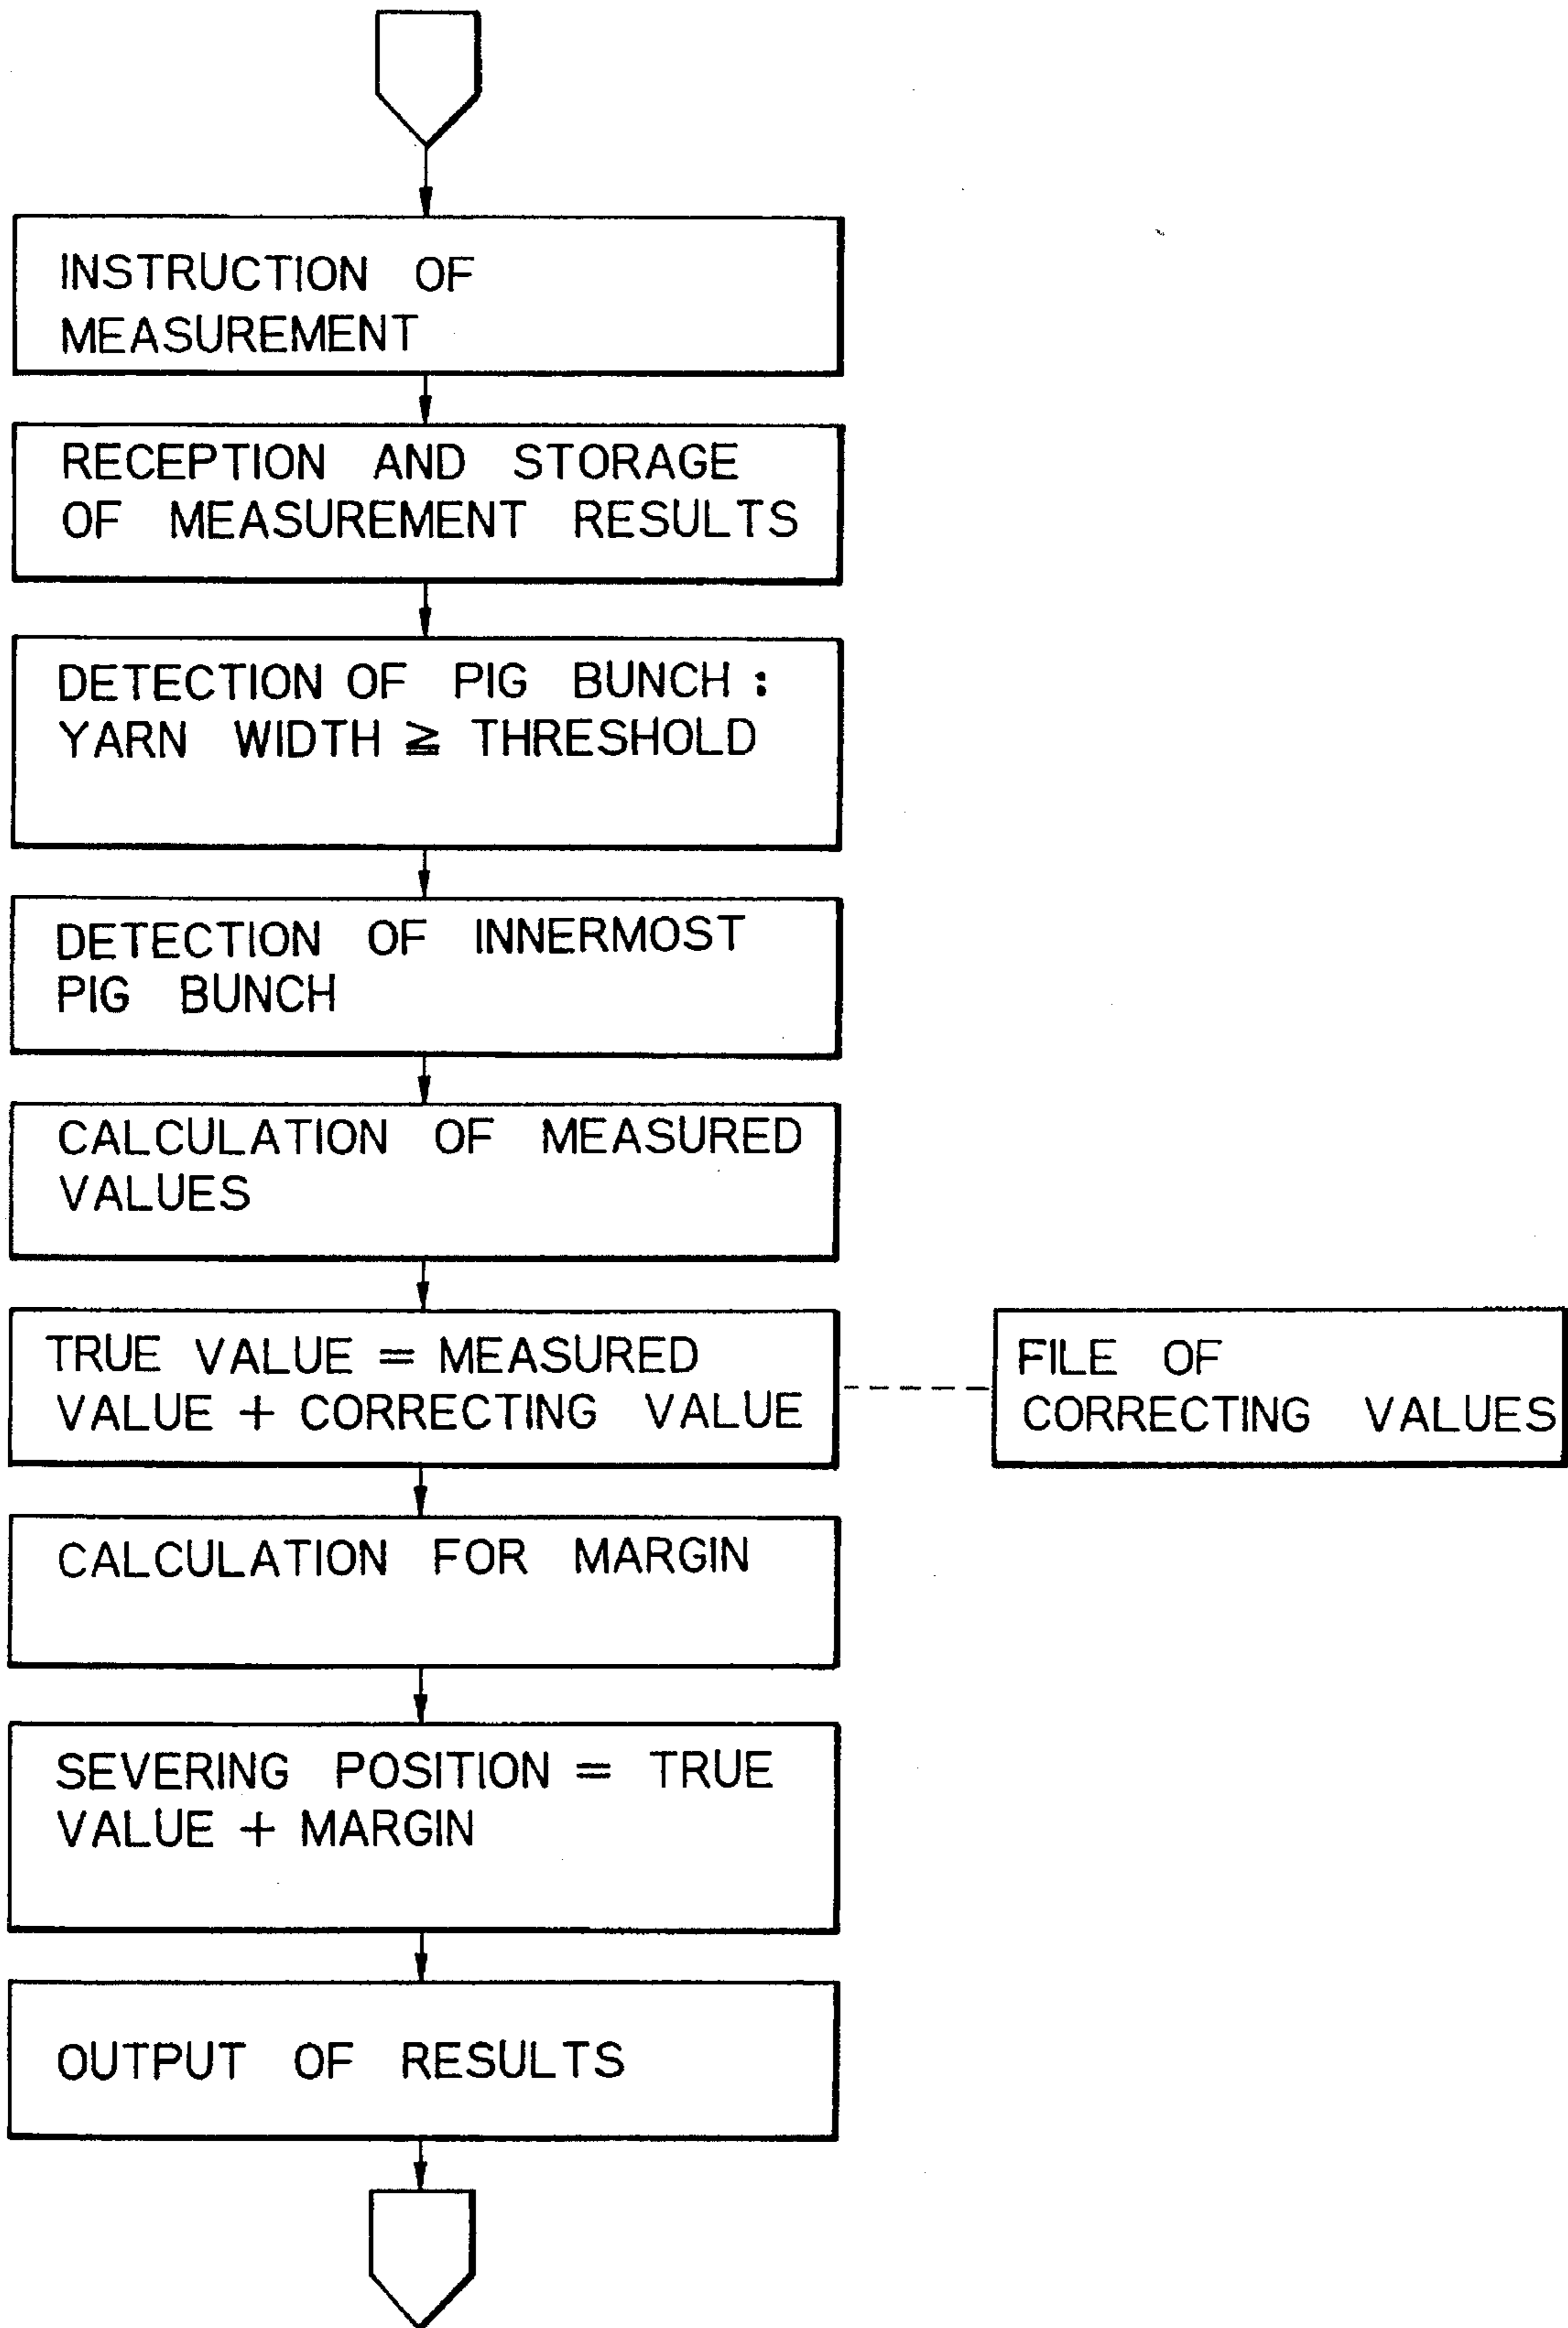 INSTRUCTION OF
MEASUREMENT
RECEPTION AND STORAGE
OF MEASUREMENT RESULTS
DETECTION OF PIG BUNCH :
YARN WIDTH ≧ THRESHOLD
DETECTION OF INNERMOST
PIG BUNCH
CALCULATION OF MEASURED
VALUES
TRUE VALUE = MEASURED
VALUE + CORRECTING VALUE
FILE OF
CORRECTING VALUES
CALCULATION FOR MARGIN
SEVERING POSITION = TRUE
VALUE + MARGIN
OUTPUT OF RESULTS